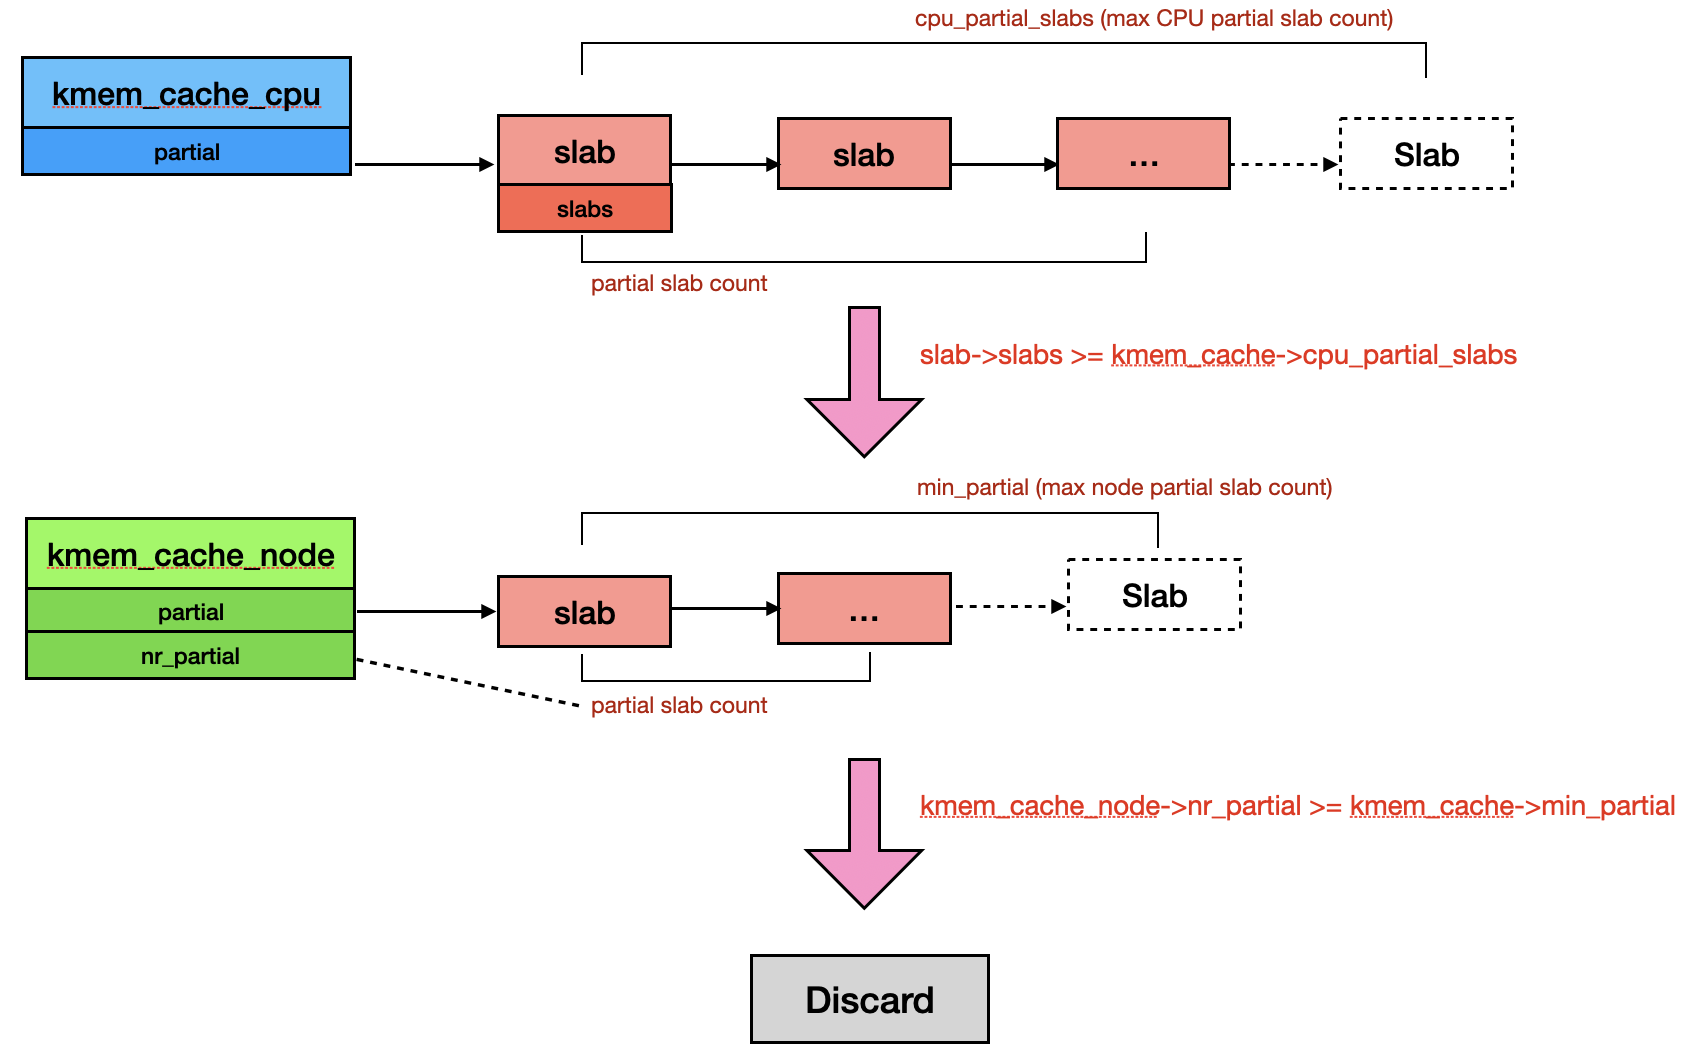 cpu_partial_slabs (max CPU partial slab count)
kmem_cache_cpu
partial
slab
slabs
slab
...
Slab
partial slab count
slab->slabs >= kmem_cache->cpu_partial_slabs
min_partial (max node partial slab count)
kmem_cache_node
partial
nr_partial
slab
...
Slab
partial slab count
kmem_cache_node->nr_partial >= kmem_cache->min_partial
Discard